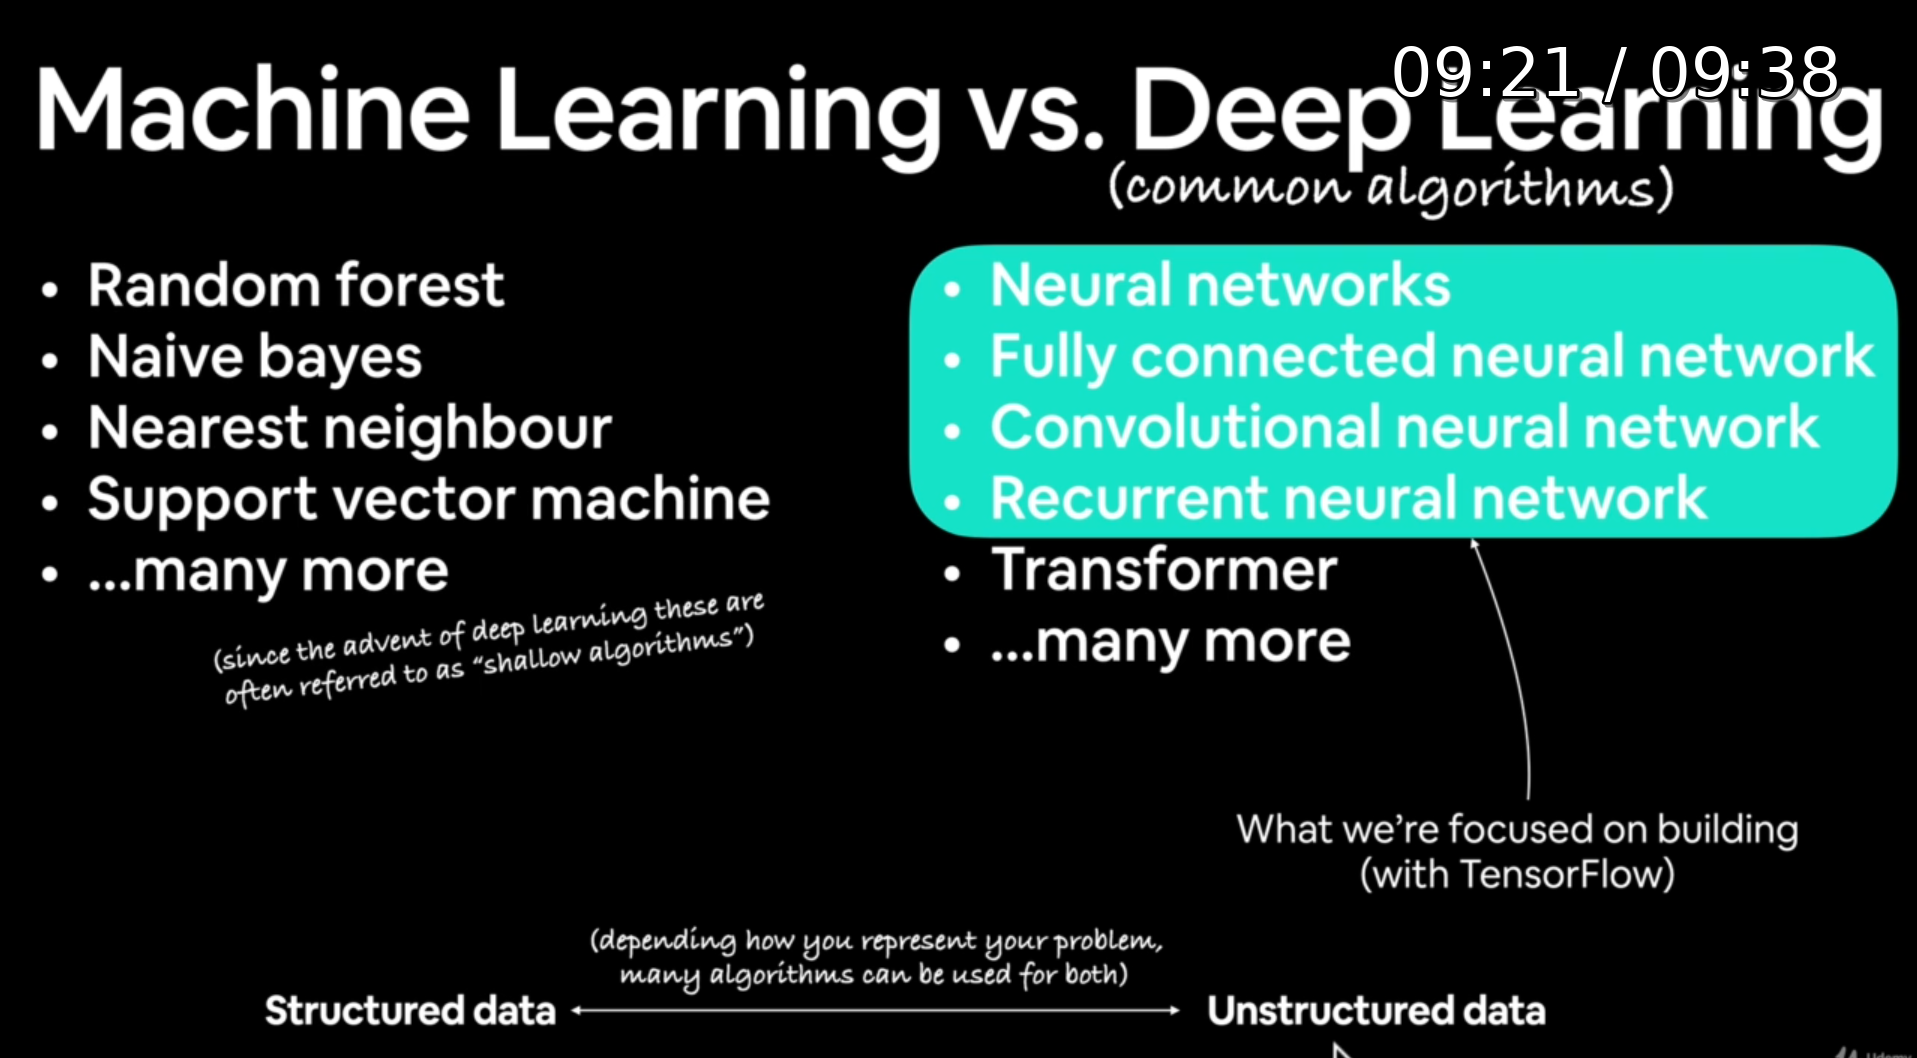 Machine Learning vs. Deep Learning
09:21 / 09:38
(common algorithms)
• Random forest
• Naive bayes
• Nearest neighbour
• Support vector machine
• ...many more
(since the advent of deep learning these are
often referred to as “shallow algorithms”)
• Neural networks
• Fully connected neural network
• Convolutional neural network
• Recurrent neural network
• Transformer
• ...many more
What we’re focused on building
(with TensorFlow)
(depending how you represent your problem,
many algorithms can be used for both)
Structured data
Unstructured data